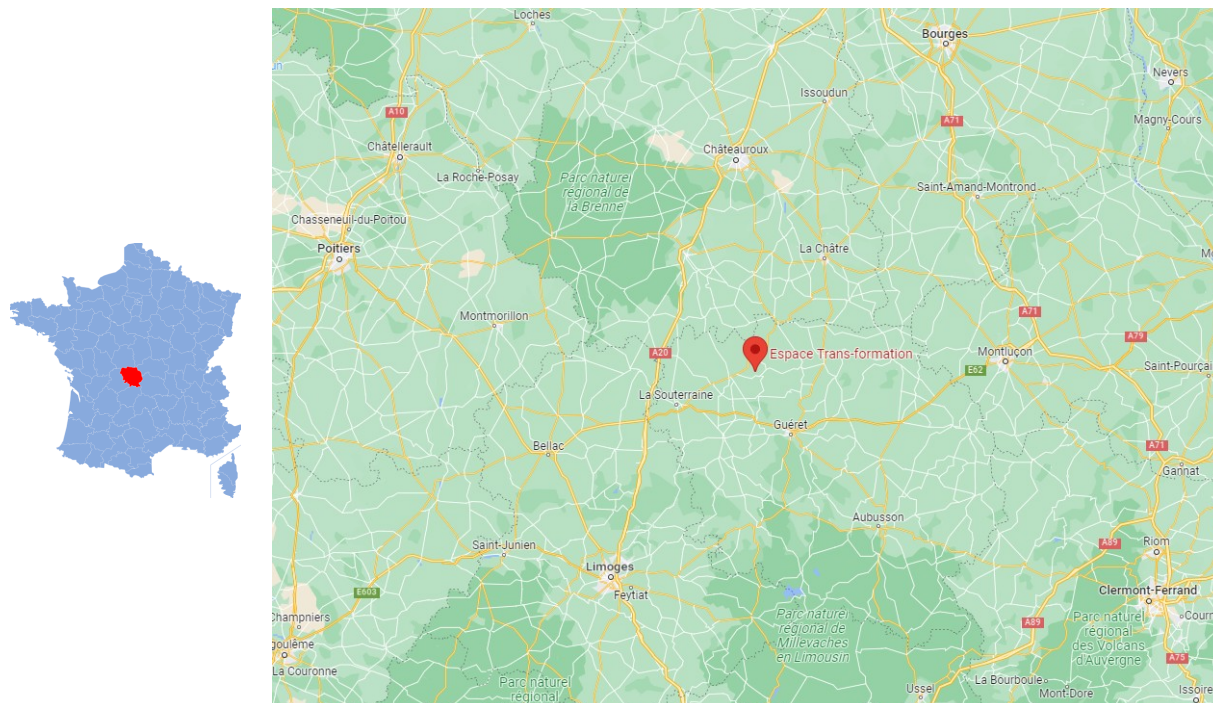 Loches
Bourges
Nevers
Issoudun
A10
Magny-Cours
A71
Châtellerault
Châteauroux
La Roche-Posay
Parc naturel
régional de
la Brenne
Saint-Amand-Montrond
Chasseneuil-du-Poitou
Poitiers
La Châtre
Montmorillon
A71
A79
A20
Espace Trans-formation
Montluçon
Saint-Pourçai
E62
La Souterraine
Guéret
Bellac
A71
Gannat
Aubusson
Saint-Junien
A89
Riom
Limoges
Clermont-Ferrand
E603
Feytiat
Champniers
Parc naturel
régional de
Millevaches
en Limousin
A89
Parc naturel
régional
des Volcans
d'Auvergne
Courn
goulême
A75
La Couronne
Parc naturel
régional
Ussel
La Bourboule
Mont-Dore
Issoire